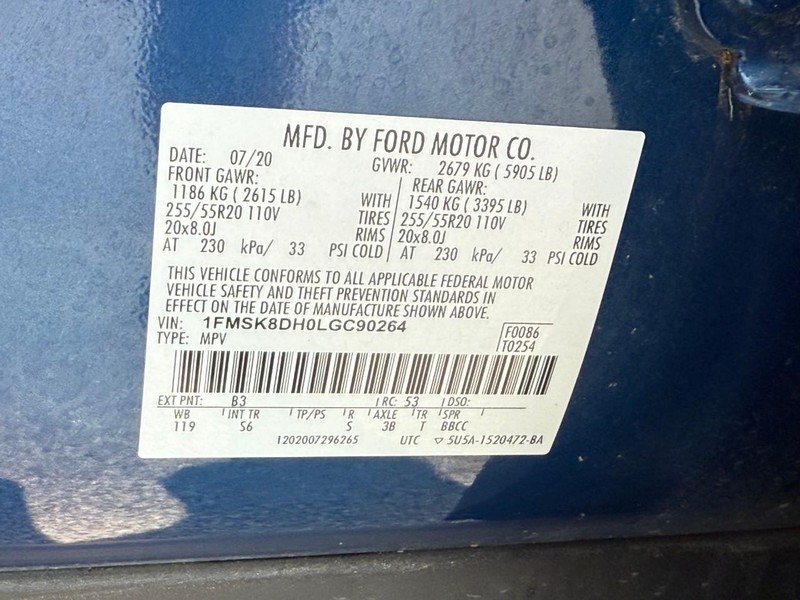 MFD. BY FORD MOTOR CO.
DATE: 07/20 GVWR: 2679 KG ( 5905 LB)
FRONT GAWR: REAR GAWR:
1186 KG ( 2615 LB) WITH 1540 KG ( 3395 LB) WITH
255/55R20 110V TIRES 255/55R20 110V TIRES
20x8.0J RIMS 20x8.0J RIMS
AT 230 kPa/ 33 PSI COLD AT 230 kPa/ 33 PSI COLD
THIS VEHICLE CONFORMS TO ALL APPLICABLE FEDERAL MOTOR
VEHICLE SAFETY AND THEFT PREVENTION STANDARDS IN
EFFECT ON THE DATE OF MANUFACTURE SHOWN ABOVE.
VIN: 1FMSK8DH0LGC90264 F0086
TYPE: MPV T0254
EXT PNT: B3 RC: 53 DSO:
WB INT TR TP/PS R AXLE TR SPR
119 S6 S 3B T BBCC
1202007296265 UTC ▽ 5U5A-1520472-BA